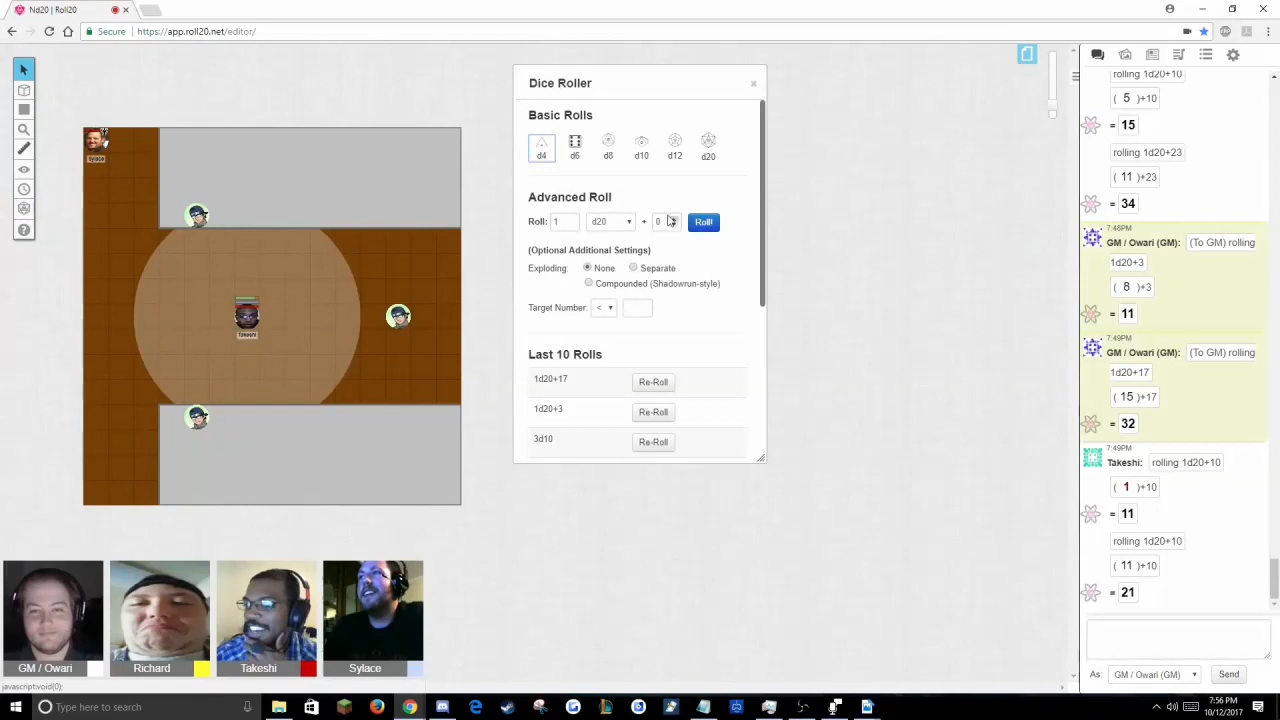 Nd20 | Roll20
Secure
https://app.roll20.net/editor/
Sylace
Takeshi
Dice Roller
Basic Rolls
d4
d6
d8
d10
d12
d20
Advanced Roll
Roll: 1 d20 + 0 Roll!
(Optional Additional Settings)
Exploding: None Separate
Compounded (Shadowrun-style)
Target Number: <
Last 10 Rolls
1d20+17 Re-Roll
1d20+3 Re-Roll
3d10 Re-Roll
rolling 1d20+10
( 5 )+10
= 15
rolling 1d20+23
( 11 )+23
= 34
7:48PM
GM / Owari (GM): (To GM) rolling
1d20+3
( 8 )+3
= 11
7:49PM
GM / Owari (GM): (To GM) rolling
1d20+17
( 15 )+17
= 32
7:49PM
Takeshi: rolling 1d20+10
( 1 )+10
= 11
rolling 1d20+10
( 11 )+10
= 21
As: GM / Owari (GM) Send
GM / Owari
Richard
Takeshi
Sylace
javascript:void(0);
Type here to search
7:56 PM
10/12/2017